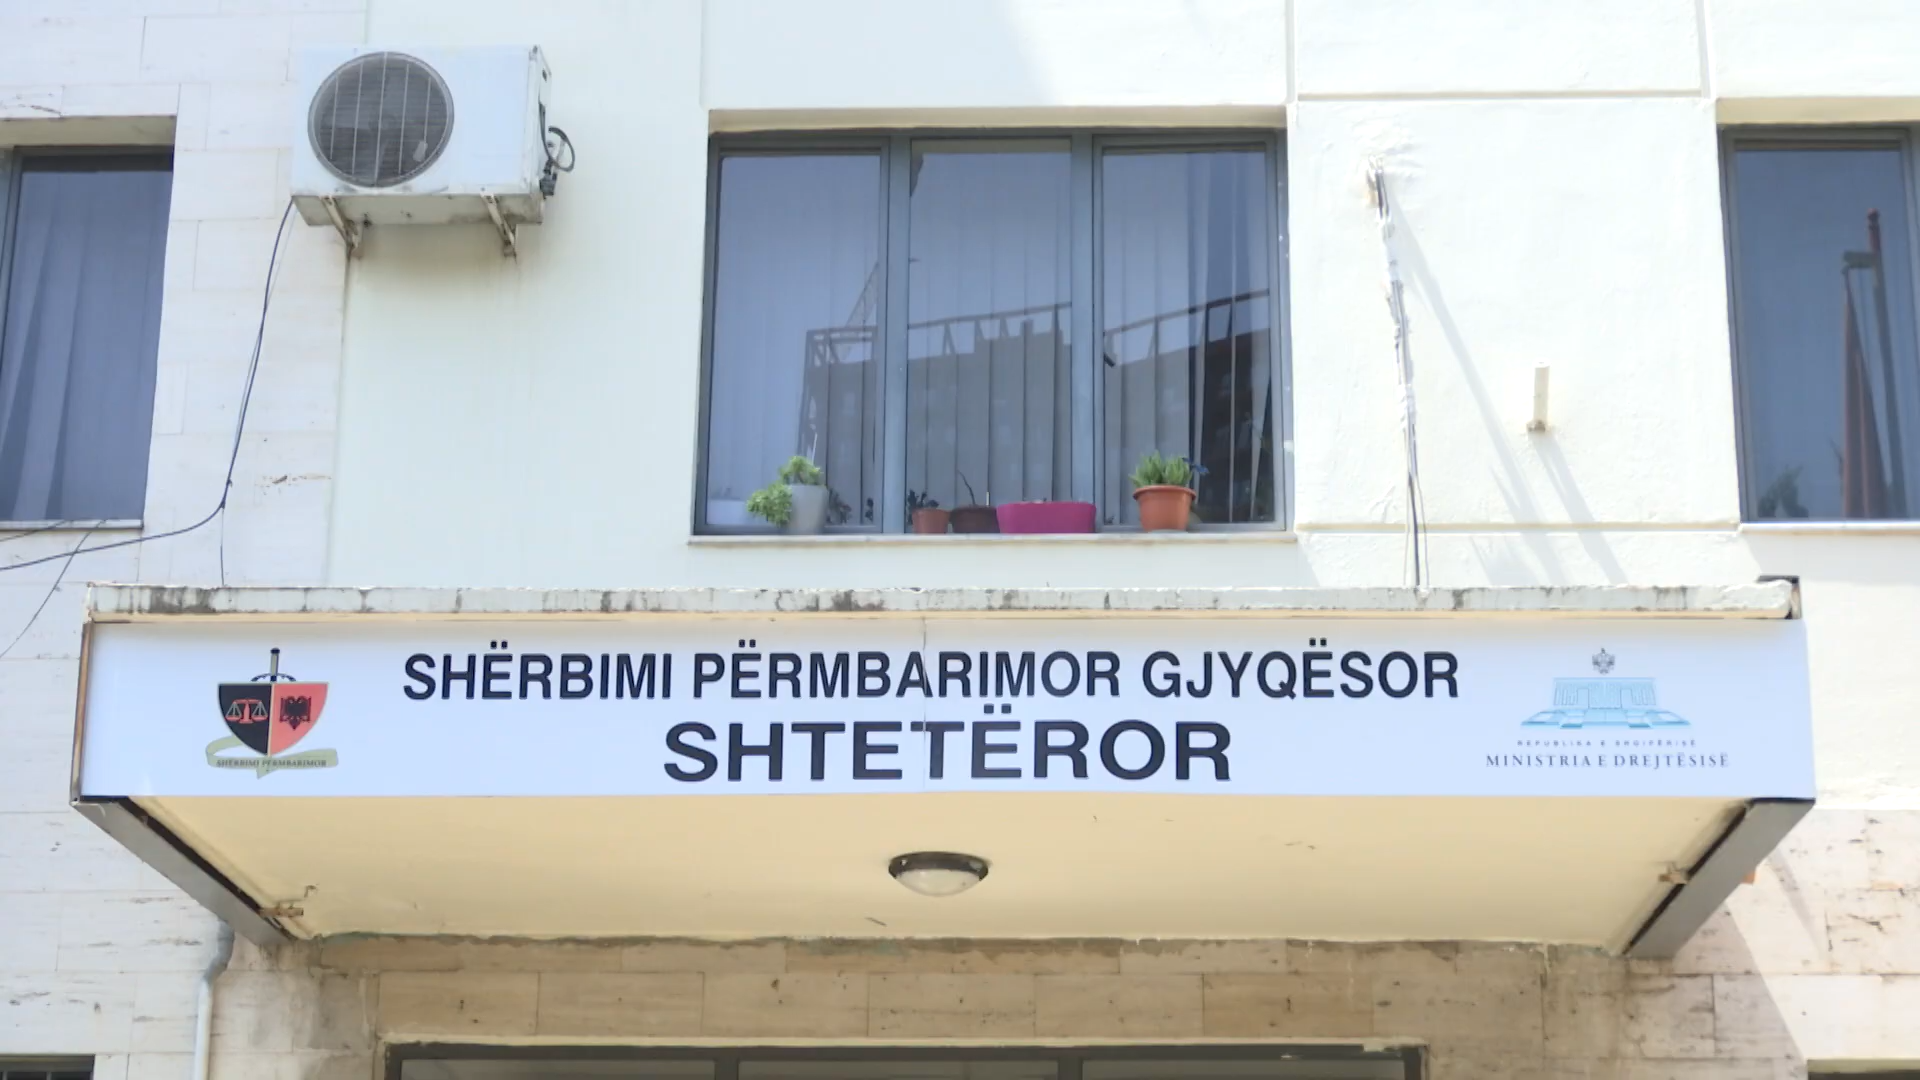 SHËRBIMI PËRMBARIMOR GJYQËSOR
SHTETËROR
SHËRBIMI PËRMBARIMOR
REPUBLIKA E SHQIPËRISË
MINISTRIA E DREJTËSISË